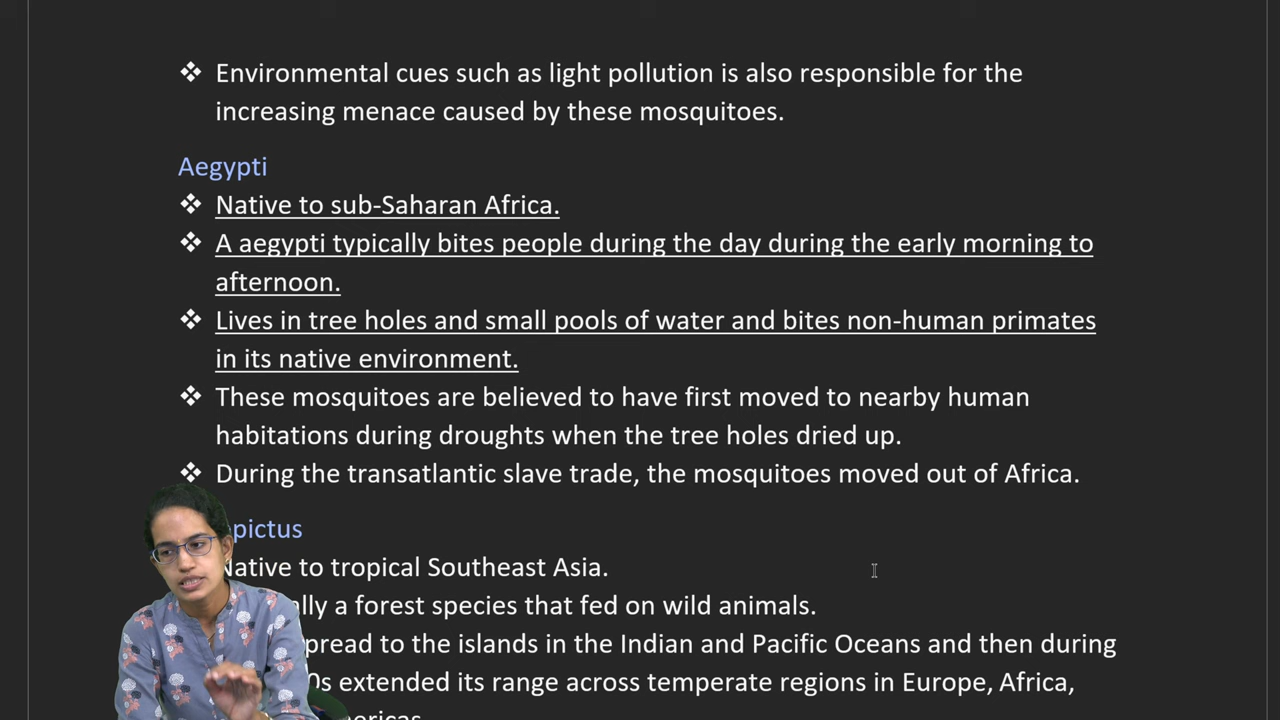 ❖ Environmental cues such as light pollution is also responsible for the
increasing menace caused by these mosquitoes.
Aegypti
❖ Native to sub-Saharan Africa.
❖ A aegypti typically bites people during the day during the early morning to
afternoon.
❖ Lives in tree holes and small pools of water and bites non-human primates
in its native environment.
❖ These mosquitoes are believed to have first moved to nearby human
habitations during droughts when the tree holes dried up.
❖ During the transatlantic slave trade, the mosquitoes moved out of Africa.
Native to tropical Southeast Asia.
a forest species that fed on wild animals.
to the islands in the Indian and Pacific Oceans and then during
extended its range across temperate regions in Europe, Africa,